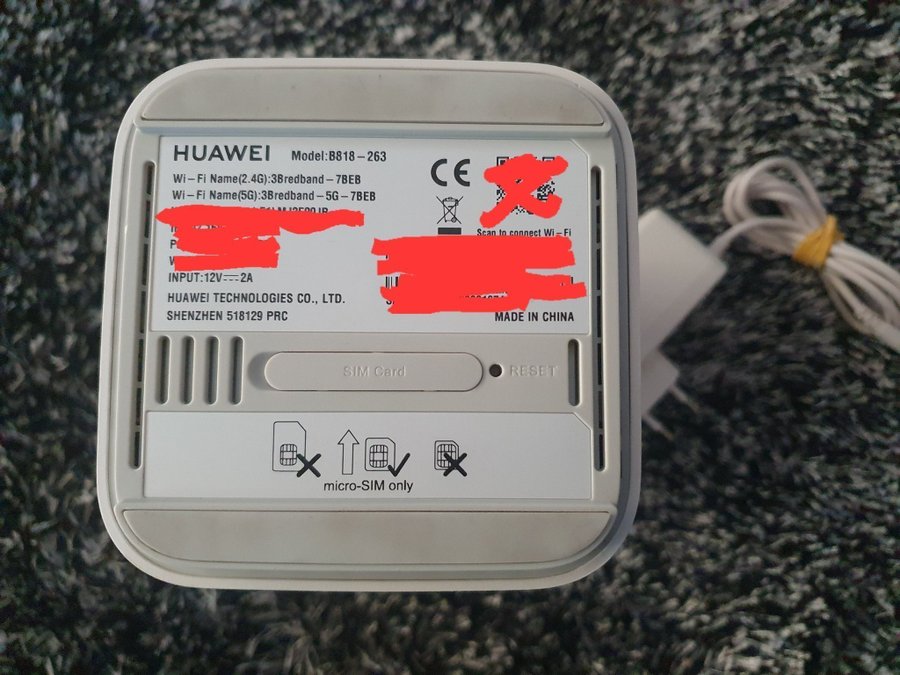 HUAWEI Model:B818-263
Wi-Fi Name(2.4G):3Bredband-7BEB
Wi-Fi Name(5G):3Bredband-5G-7BEB
Scan to connect Wi-Fi
INPUT:12V⎓2A
HUAWEI TECHNOLOGIES CO., LTD.
SHENZHEN 518129 PRC
MADE IN CHINA
CE
SIM Card
RESET
micro-SIM only